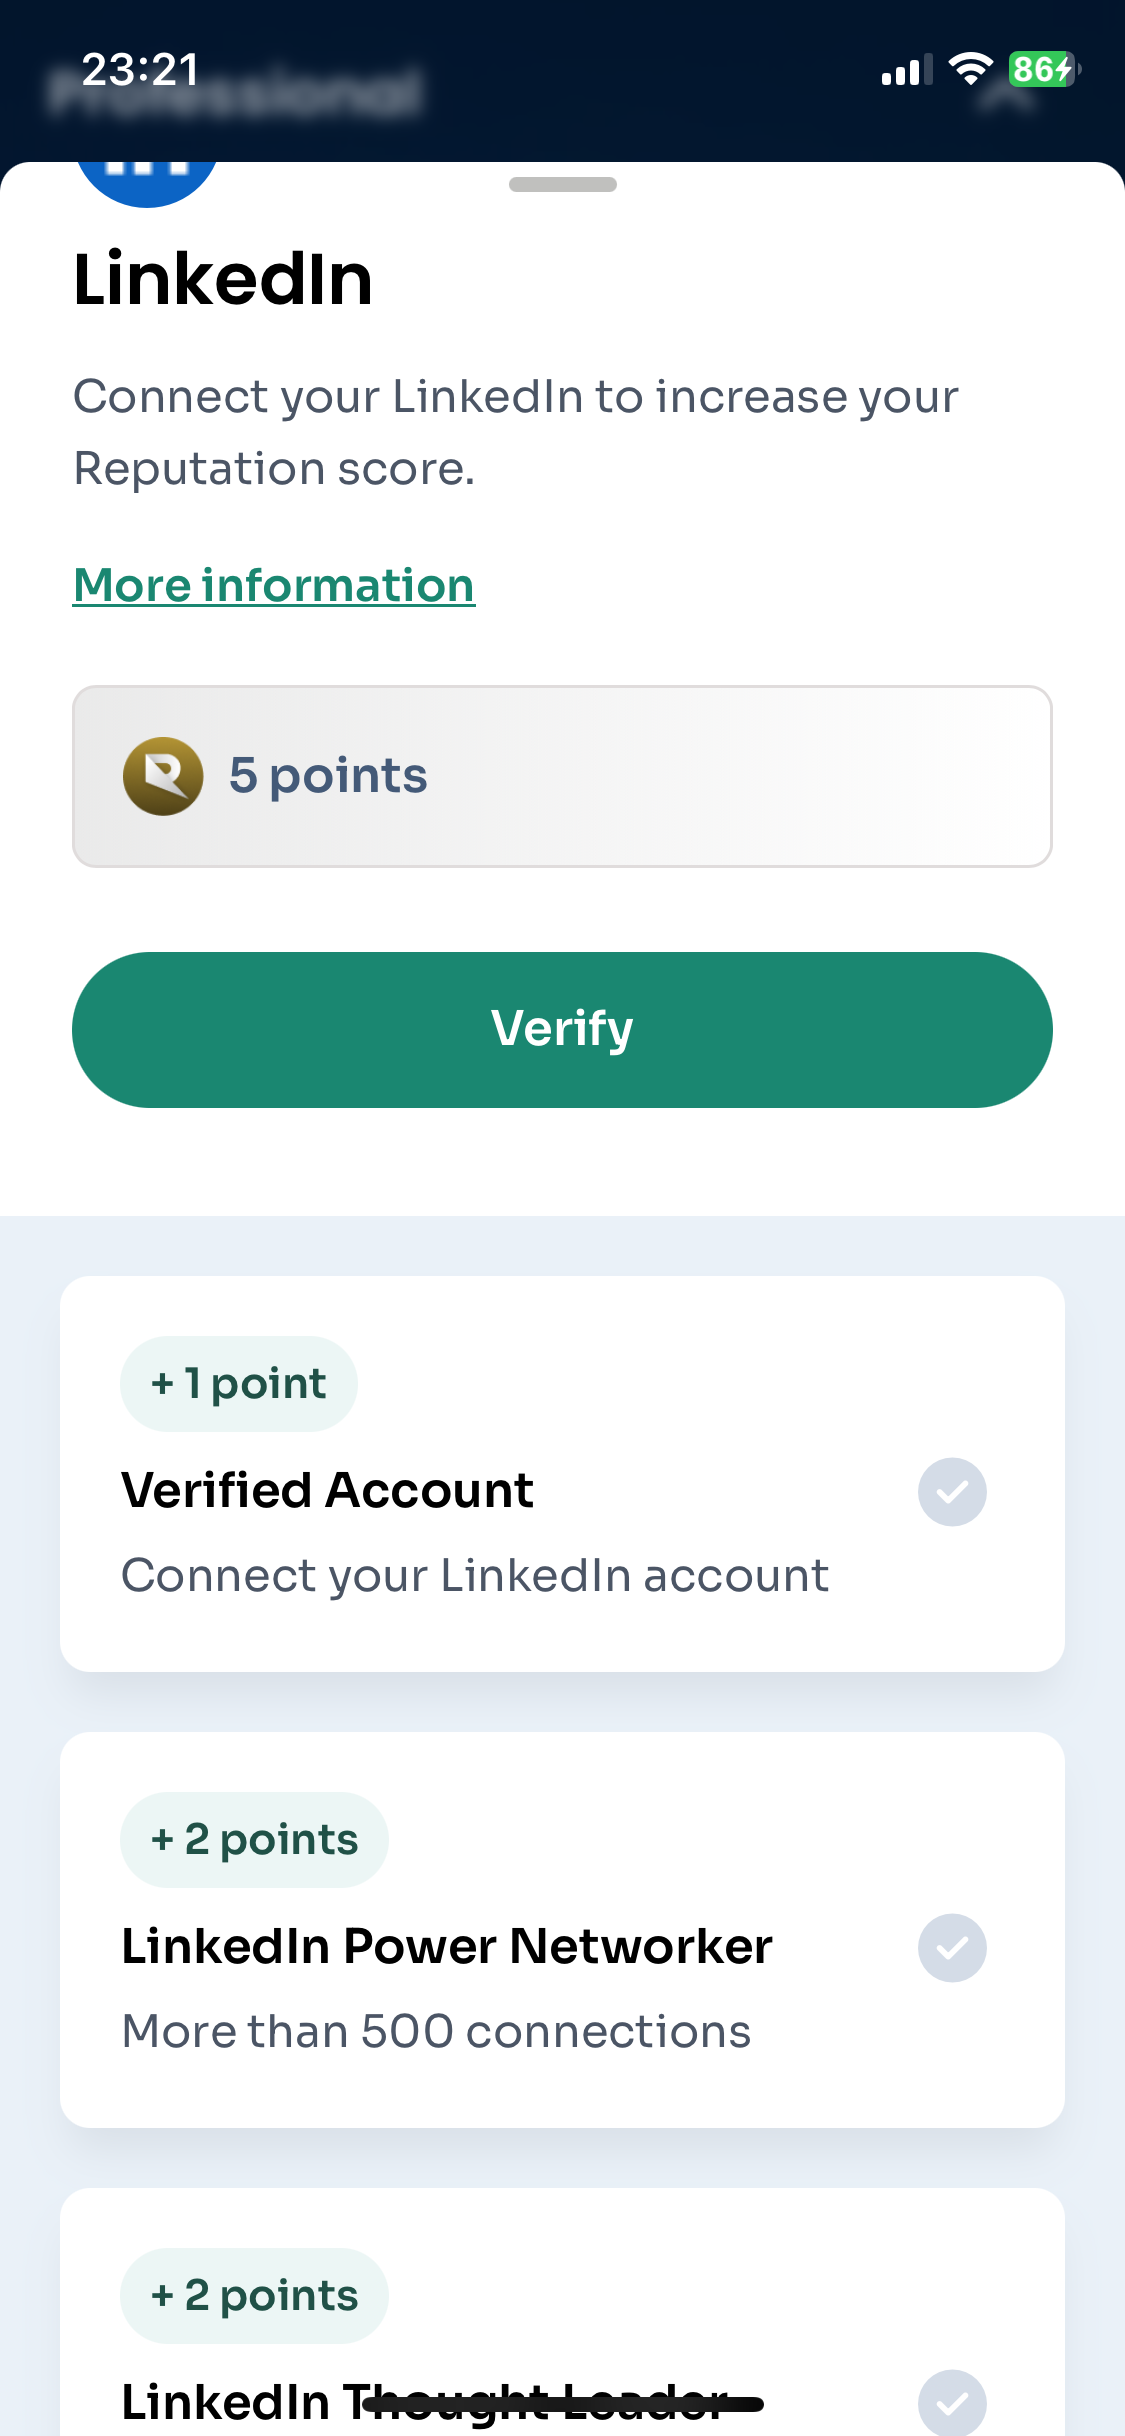 23:21
86
Professional
LinkedIn
Connect your LinkedIn to increase your
Reputation score.
More information
5 points
Verify
+ 1 point
Verified Account
Connect your LinkedIn account
+ 2 points
LinkedIn Power Networker
More than 500 connections
+ 2 points
LinkedIn Thought Leader